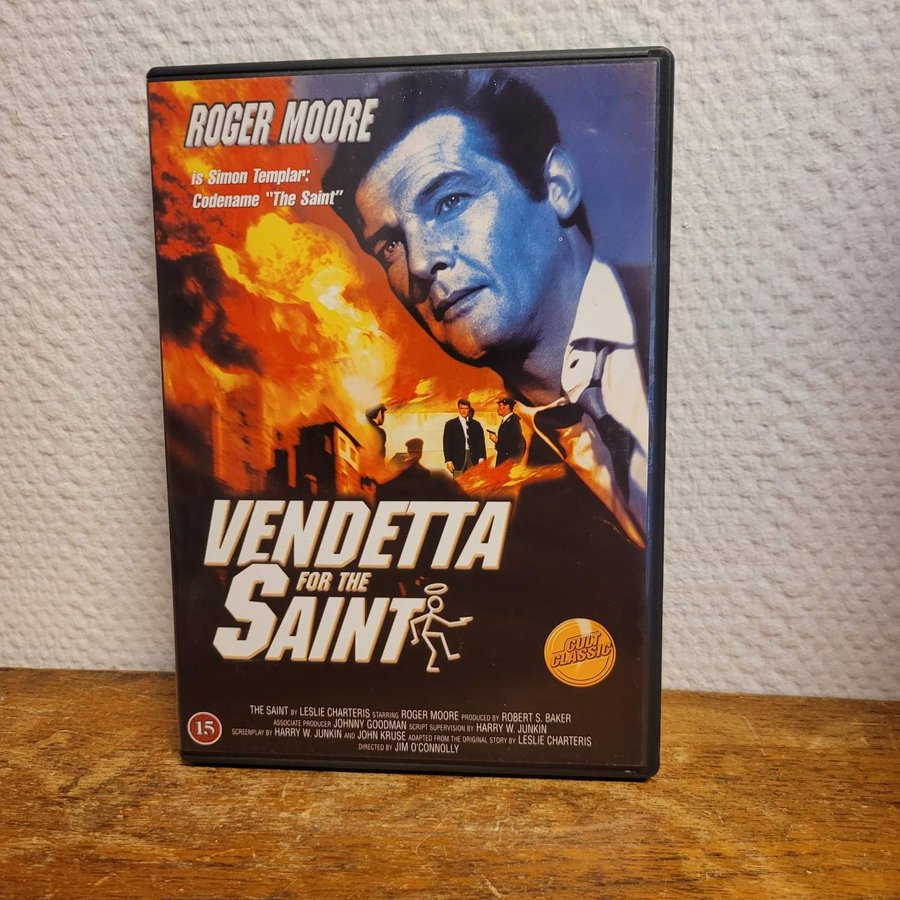 ROGER MOORE
is Simon Templar:
Codename "The Saint"
VENDETTA
FOR THE
SAINT
CULT
CLASSIC
THE SAINT BY LESLIE CHARTERIS STARRING ROGER MOORE PRODUCED BY ROBERT S. BAKER
ASSOCIATE PRODUCER JOHNNY GOODMAN SCRIPT SUPERVISION BY HARRY W. JUNKIN
SCREENPLAY BY HARRY W. JUNKIN AND JOHN KRUSE ADAPTED FROM THE ORIGINAL STORY BY LESLIE CHARTERIS
DIRECTED BY JIM O'CONNOLLY
15